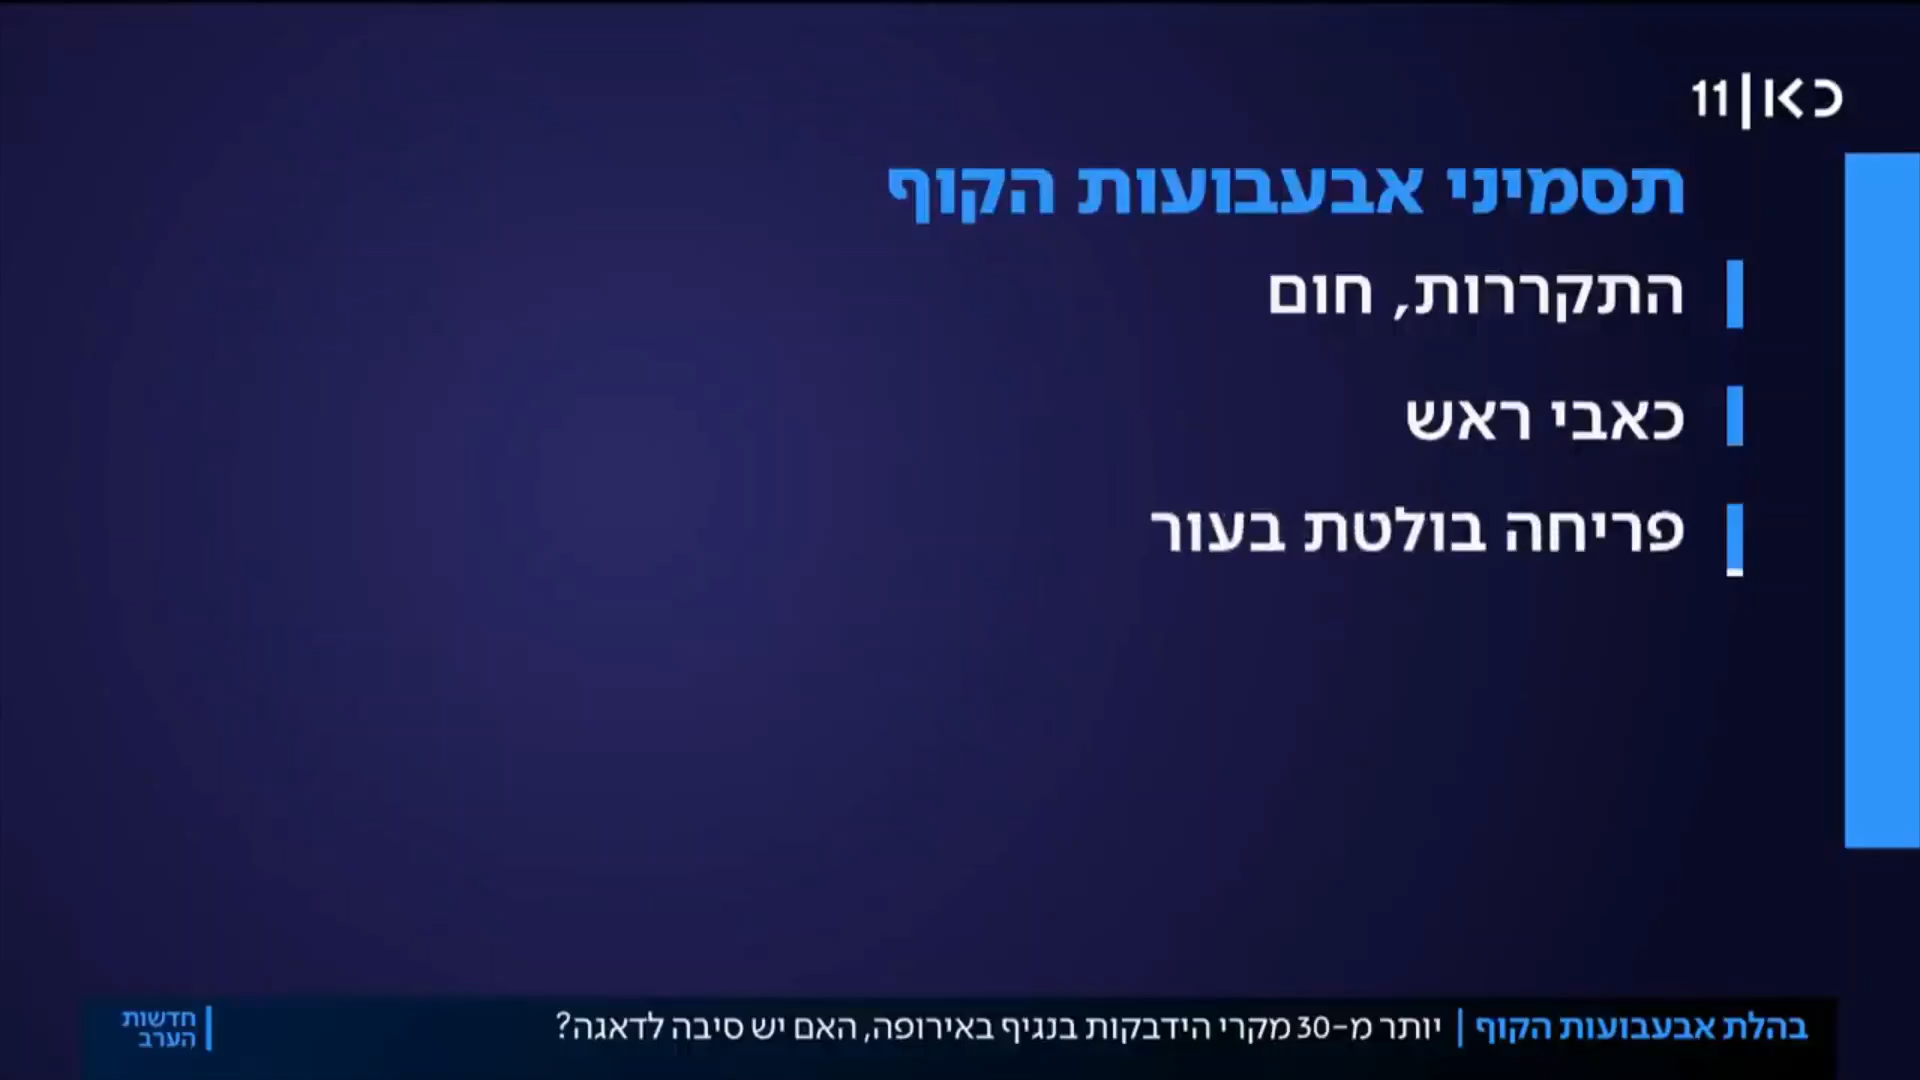 כאן|11
תסמיני אבעבועות הקוף
התקררות, חום
כאבי ראש
פריחה בולטת בעור
בהלת אבעבועות הקוף | יותר מ-30 מקרי הידבקות בנגיף באירופה, האם יש סיבה לדאגה?
חדשות
הערב